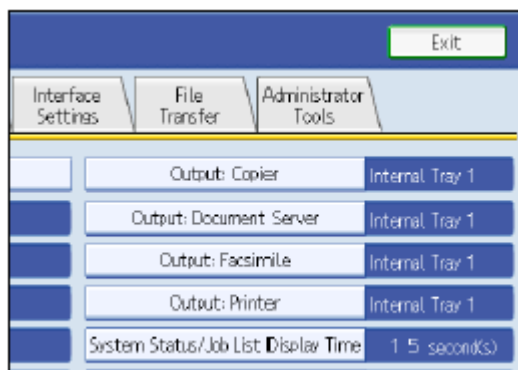 Exit
Interface Settings
File Transfer
Administrator Tools
Output: Copier Internal Tray 1
Output: Document Server Internal Tray 1
Output: Facsimile Internal Tray 1
Output: Printer Internal Tray 1
System Status/Job List Display Time 15 second(s)